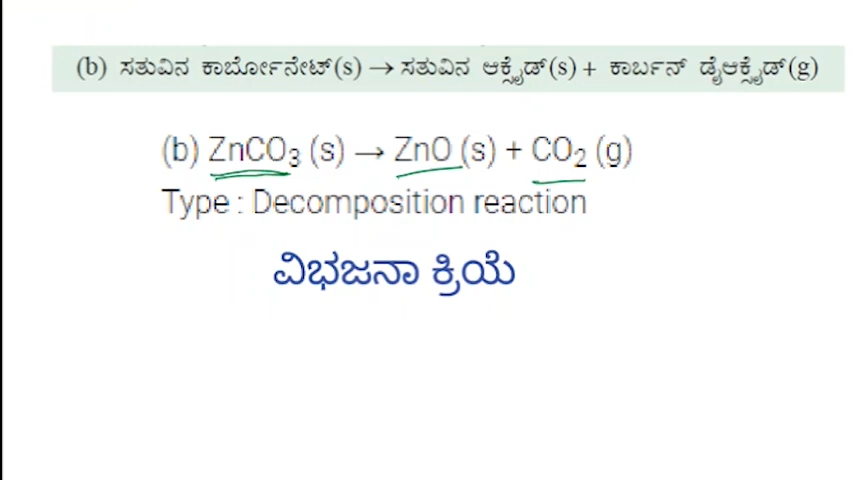 (b) ಸತುವಿನ ಕಾರ್ಬೋನೇಟ್(s) → ಸತುವಿನ ಆಕ್ಸೈಡ್(s) + ಕಾರ್ಬನ್ ಡೈಆಕ್ಸೈಡ್(g)
(b) ZnCO₃ (s) → ZnO (s) + CO₂ (g)
Type : Decomposition reaction
ವಿಭಜನಾ ಕ್ರಿಯೆ